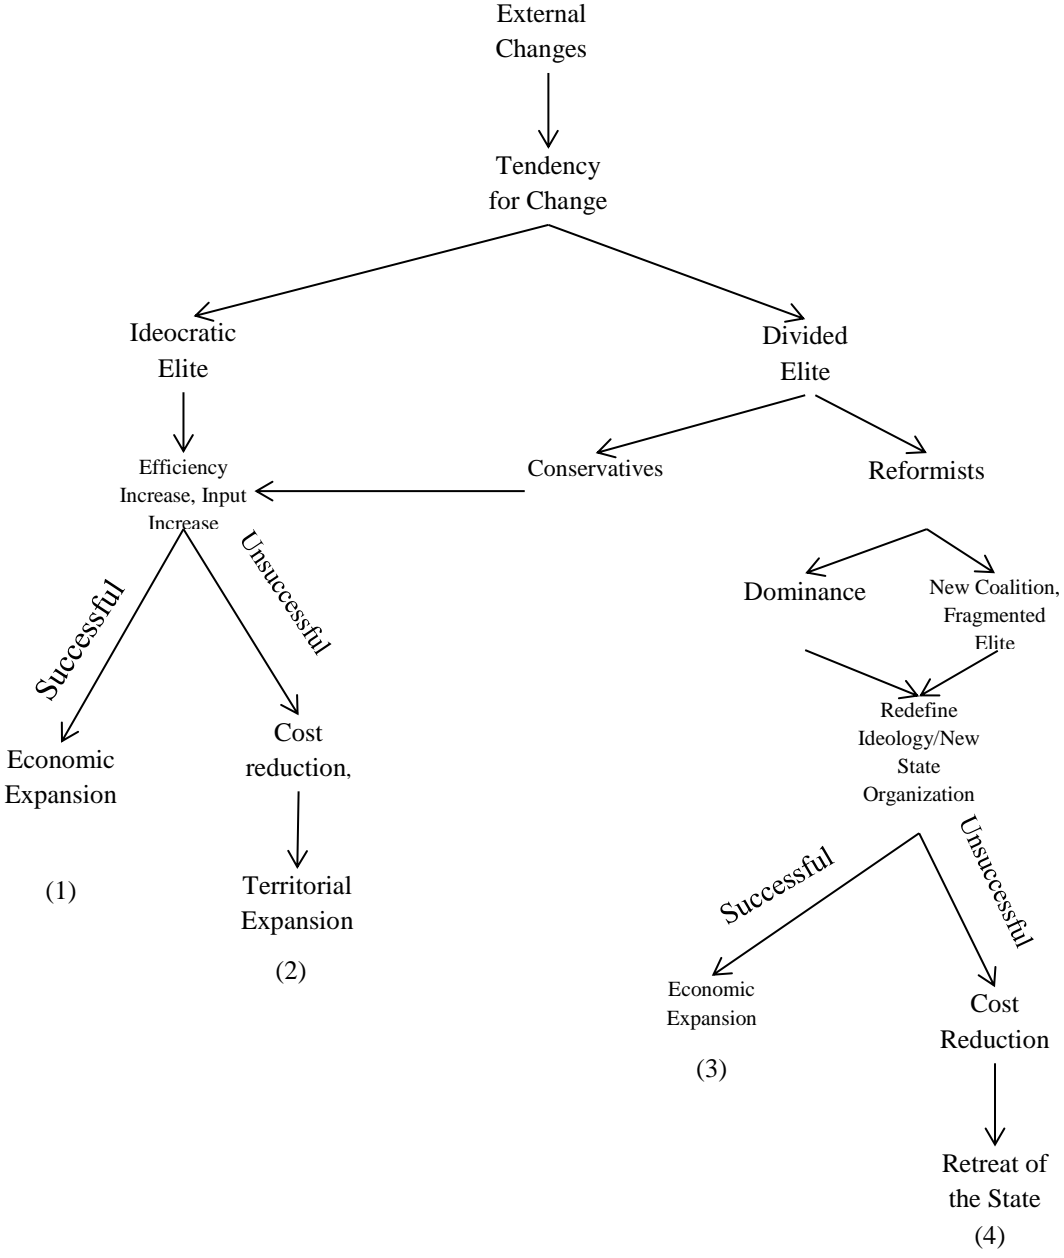 External
Changes
Tendency
for Change
Ideocratic
Elite
Divided
Elite
Efficiency
Increase, Input
Increase
Conservatives
Reformists
Successful
Unsuccessful
Dominance
New Coalition,
Fragmented
Elite
Economic
Expansion
(1)
Cost
reduction,
Territorial
Expansion
(2)
Redefine
Ideology/New
State
Organization
Successful
Unsuccessful
Economic
Expansion
(3)
Cost
Reduction
Retreat of
the State
(4)